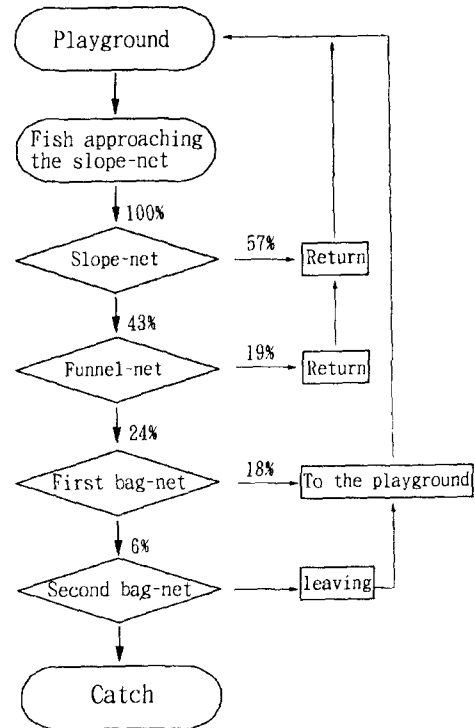 Playground
Fish approaching
the slope-net
100%
Slope-net
57%
Return
43%
Funnel-net
19%
Return
24%
First bag-net
18%
To the playground
6%
Second bag-net
leaving
Catch